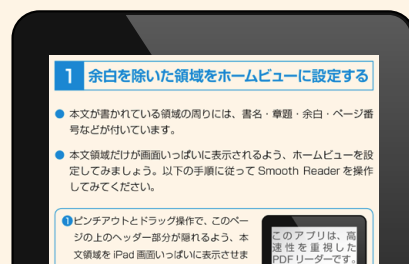 1 余白を除いた領域をホームビューに設定する
● 本文が書かれている領域の周りには、書名・章題・余白・ページ番
号などが付いています。
● 本文領域だけが画面いっぱいに表示されるよう、ホームビューを設
定してみましょう。以下の手順に従って Smooth Reader を操作
してみてください。
❶ピンチアウトとドラッグ操作で、このペー
ジの上のヘッダー部分が隠れるよう、本
文領域を iPad 画面いっぱいに表示させま
このアプリは、高
速性を重視した
PDFリーダーです。